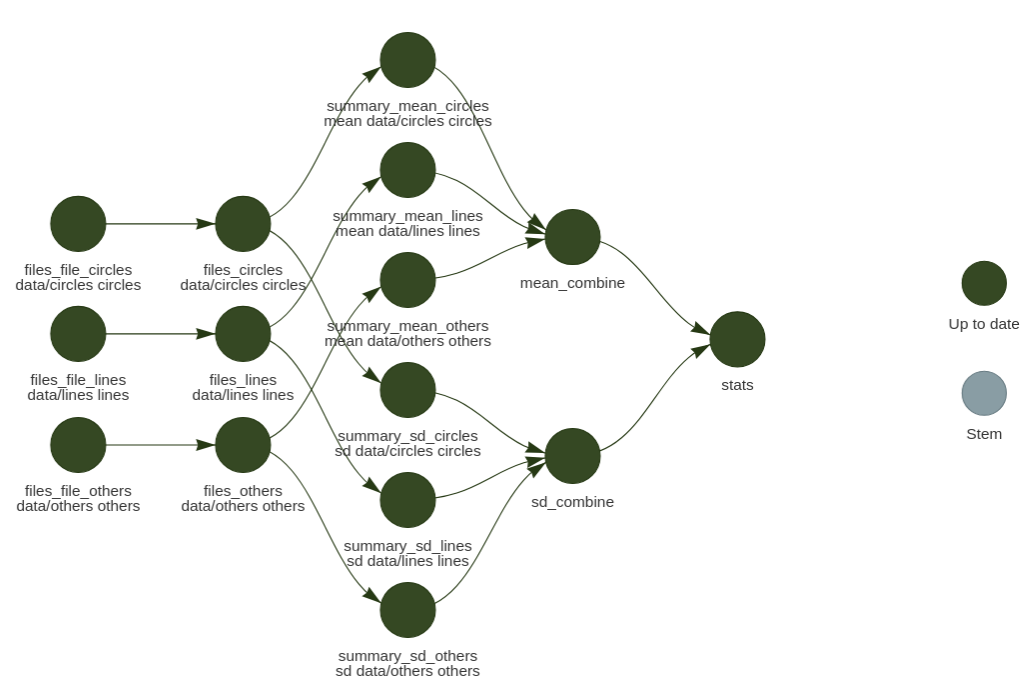 files_file_circles
data/circles circles
files_file_lines
data/lines lines
files_file_others
data/others others
files_circles
data/circles circles
files_lines
data/lines lines
files_others
data/others others
summary_mean_circles
mean data/circles circles
summary_mean_lines
mean data/lines lines
summary_mean_others
mean data/others others
summary_sd_circles
sd data/circles circles
summary_sd_lines
sd data/lines lines
summary_sd_others
sd data/others others
mean_combine
sd_combine
stats
Up to date
Stem